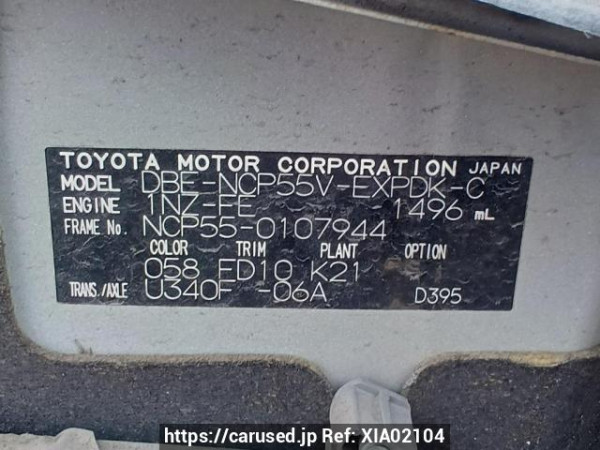 TOYOTA MOTOR CORPORATION JAPAN
MODEL DBE-NCP55V-EXPDK-C
ENGINE 1NZ-FE 1496 mL
FRAME No. NCP55-0107944
COLOR TRIM PLANT OPTION
058 FD10 K21
TRANS./AXLE U340F -06A D395
https://carused.jp Ref: XIA02104